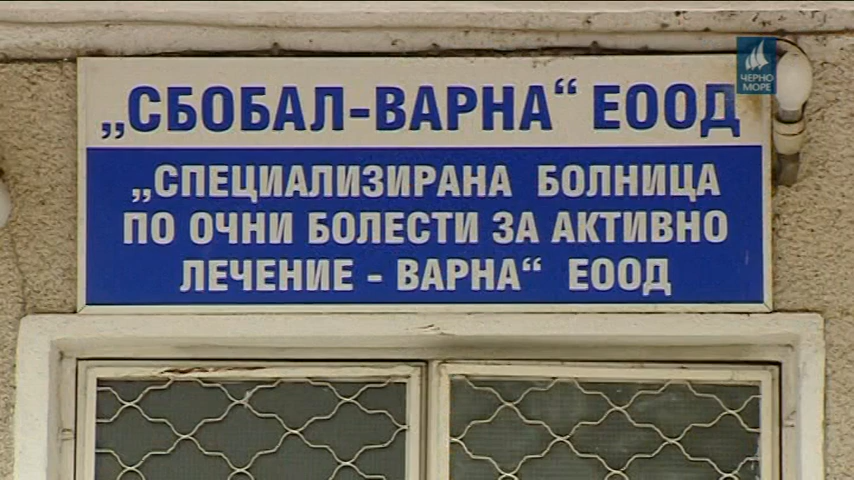 „СБОБАЛ-ВАРНА“ ЕООД
„СПЕЦИАЛИЗИРАНА БОЛНИЦА
ПО ОЧНИ БОЛЕСТИ ЗА АКТИВНО
ЛЕЧЕНИЕ - ВАРНА“ ЕООД
ЧЕРНО
МОРЕ